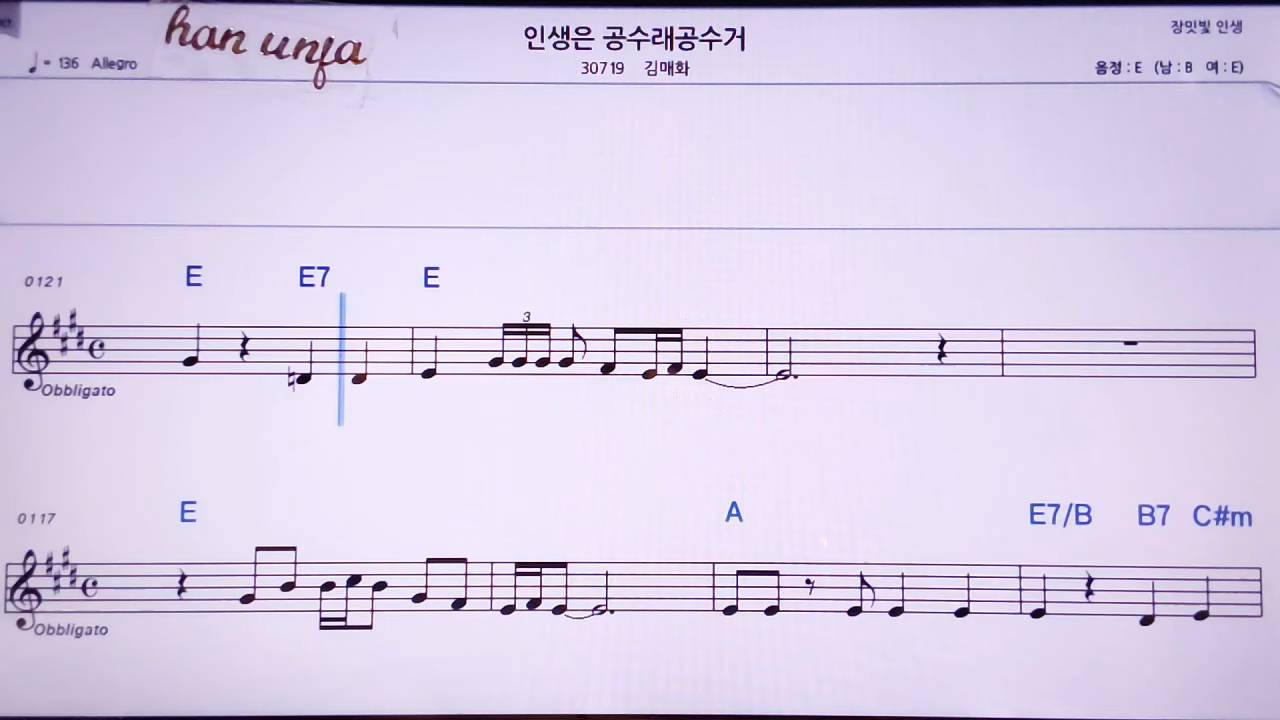 han unfa
인생은 공수래공수거
장밋빛 인생
♩= 136 Allegro
30719 김매화
음정 : E (남 : B 여 : E)
0121 E E7 E
3
Obbligato
0117 E A E7/B B7 C#m
Obbligato